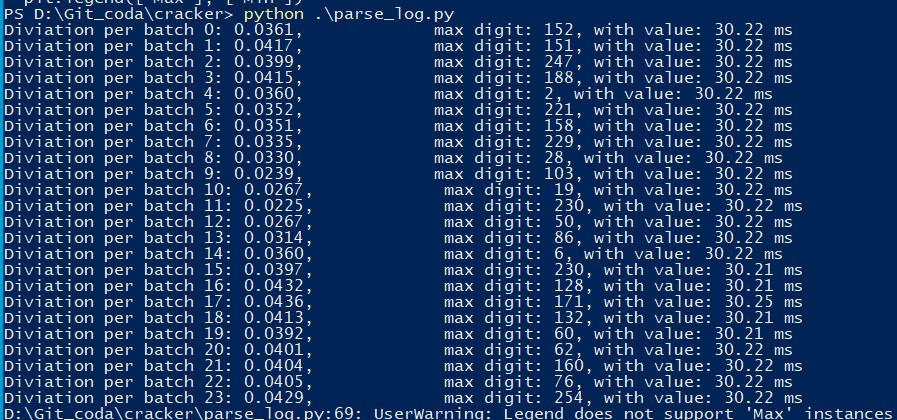 PS D:\Git_coda\cracker> python .\parse_log.py
Diviation per batch 0: 0.0361, max digit: 152, with value: 30.22 ms
Diviation per batch 1: 0.0417, max digit: 151, with value: 30.22 ms
Diviation per batch 2: 0.0399, max digit: 247, with value: 30.22 ms
Diviation per batch 3: 0.0415, max digit: 188, with value: 30.22 ms
Diviation per batch 4: 0.0360, max digit: 2, with value: 30.22 ms
Diviation per batch 5: 0.0352, max digit: 221, with value: 30.22 ms
Diviation per batch 6: 0.0351, max digit: 158, with value: 30.22 ms
Diviation per batch 7: 0.0335, max digit: 229, with value: 30.22 ms
Diviation per batch 8: 0.0330, max digit: 28, with value: 30.22 ms
Diviation per batch 9: 0.0239, max digit: 103, with value: 30.22 ms
Diviation per batch 10: 0.0267, max digit: 19, with value: 30.22 ms
Diviation per batch 11: 0.0225, max digit: 230, with value: 30.22 ms
Diviation per batch 12: 0.0267, max digit: 50, with value: 30.22 ms
Diviation per batch 13: 0.0314, max digit: 86, with value: 30.22 ms
Diviation per batch 14: 0.0360, max digit: 6, with value: 30.22 ms
Diviation per batch 15: 0.0397, max digit: 230, with value: 30.21 ms
Diviation per batch 16: 0.0432, max digit: 128, with value: 30.21 ms
Diviation per batch 17: 0.0436, max digit: 171, with value: 30.25 ms
Diviation per batch 18: 0.0413, max digit: 132, with value: 30.21 ms
Diviation per batch 19: 0.0392, max digit: 60, with value: 30.21 ms
Diviation per batch 20: 0.0401, max digit: 62, with value: 30.22 ms
Diviation per batch 21: 0.0404, max digit: 160, with value: 30.22 ms
Diviation per batch 22: 0.0405, max digit: 76, with value: 30.22 ms
Diviation per batch 23: 0.0429, max digit: 254, with value: 30.22 ms
D:\Git_coda\cracker\parse_log.py:69: UserWarning: Legend does not support 'Max' instances